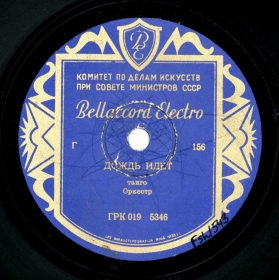 КОМИТЕТ ПО ДЕЛАМ ИСКУССТВ
ПРИ СОВЕТЕ МИНИСТРОВ СССР
Bellaccord Electro
Г 156
ДОЖДЬ ИДЕТ
танго
Оркестр
ГРК 019 5346